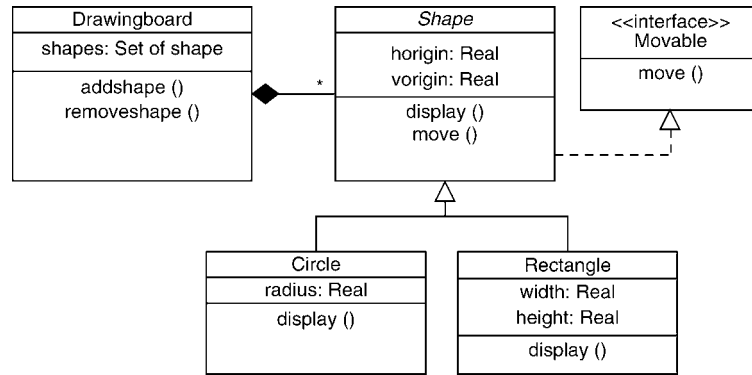 Drawingboard
shapes: Set of shape
addshape ()
removeshape ()
*
Shape
horigin: Real
vorigin: Real
display ()
move ()
<<interface>>
Movable
move ()
Circle
radius: Real
display ()
Rectangle
width: Real
height: Real
display ()